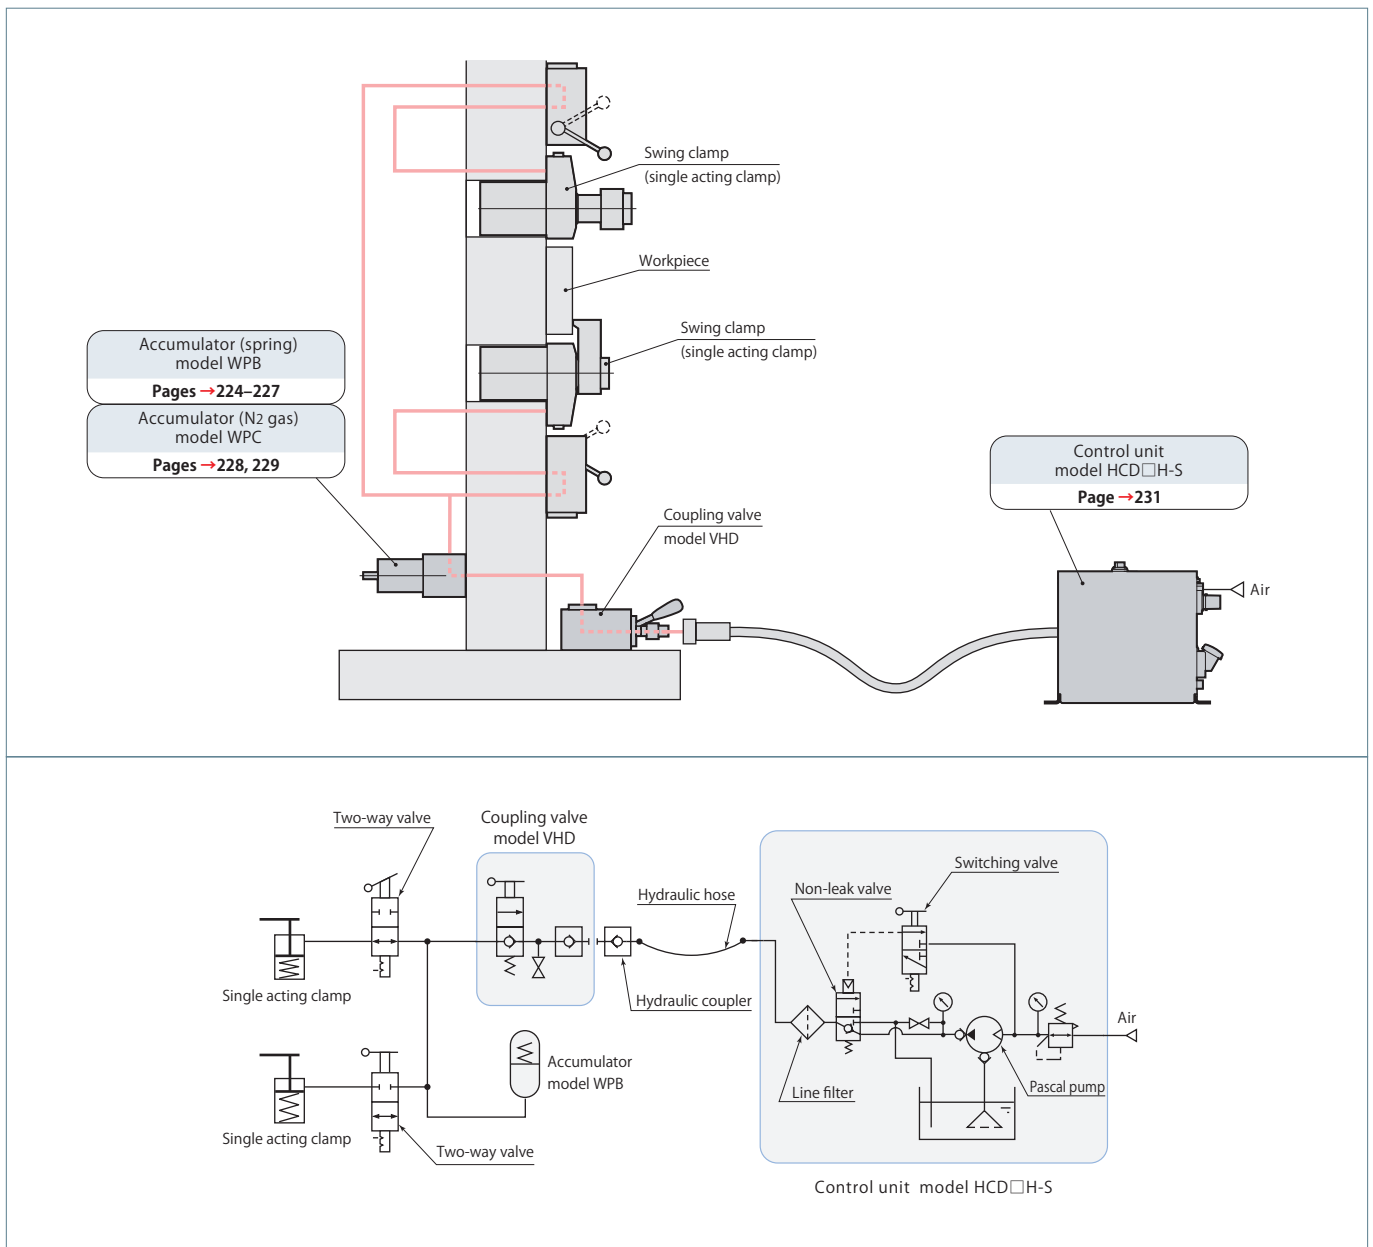 Swing clamp
(single acting clamp)
Workpiece
Swing clamp
(single acting clamp)
Accumulator (spring)
model WPB
Pages →224–227
Accumulator (N2 gas)
model WPC
Pages →228, 229
Control unit
model HCD□H-S
Page →231
Coupling valve
model VHD
Air
Two-way valve
Coupling valve
model VHD
Switching valve
Non-leak valve
Hydraulic hose
Single acting clamp
Hydraulic coupler
Air
Accumulator
model WPB
Line filter
Pascal pump
Single acting clamp
Two-way valve
Control unit model HCD□H-S